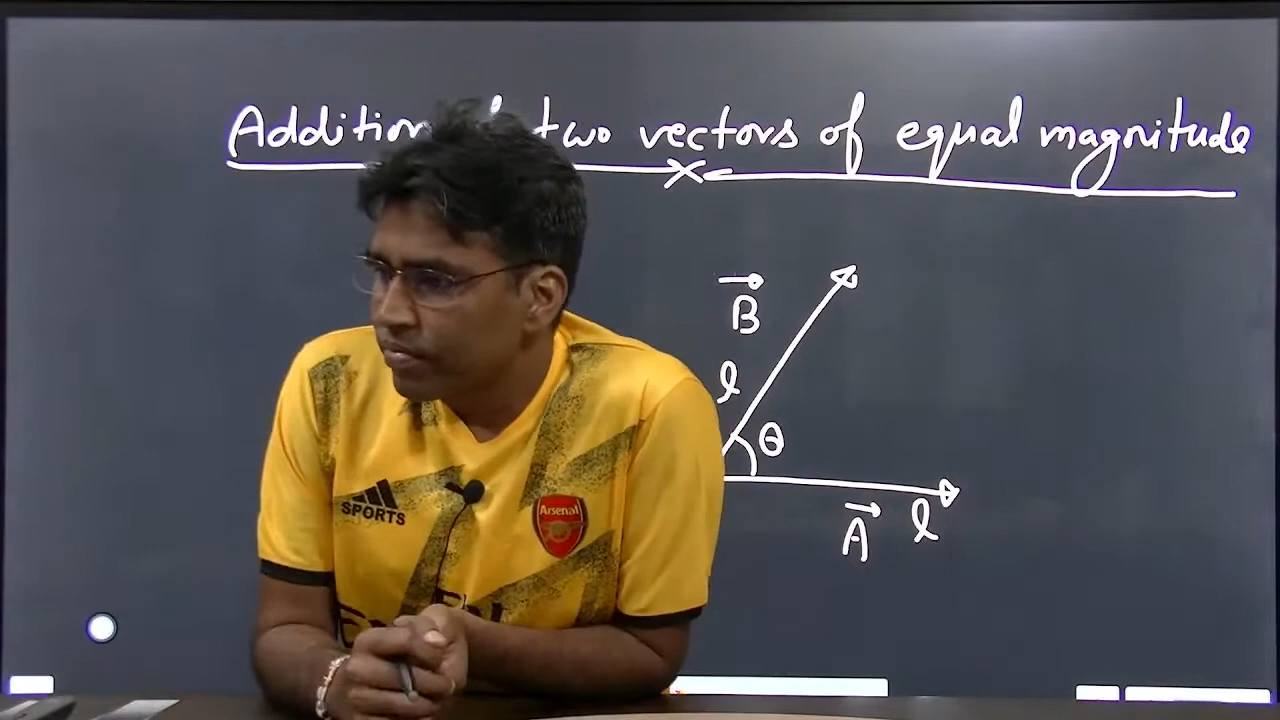 Addition two vectors of equal magnitude
B
l
θ
A l
SPORTS
Arsenal